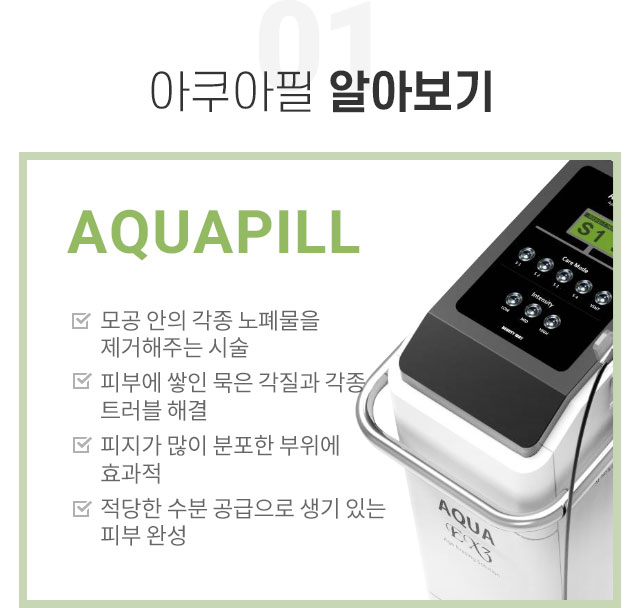 01
아쿠아필 알아보기
AQUAPILL
모공 안의 각종 노폐물을
제거해주는 시술
피부에 쌓인 묵은 각질과 각종
트러블 해결
피지가 많이 분포한 부위에
효과적
적당한 수분 공급으로 생기 있는
피부 완성
S1
Care Mode
Intensity
LOW
MID
HIGH
AQUA
X3